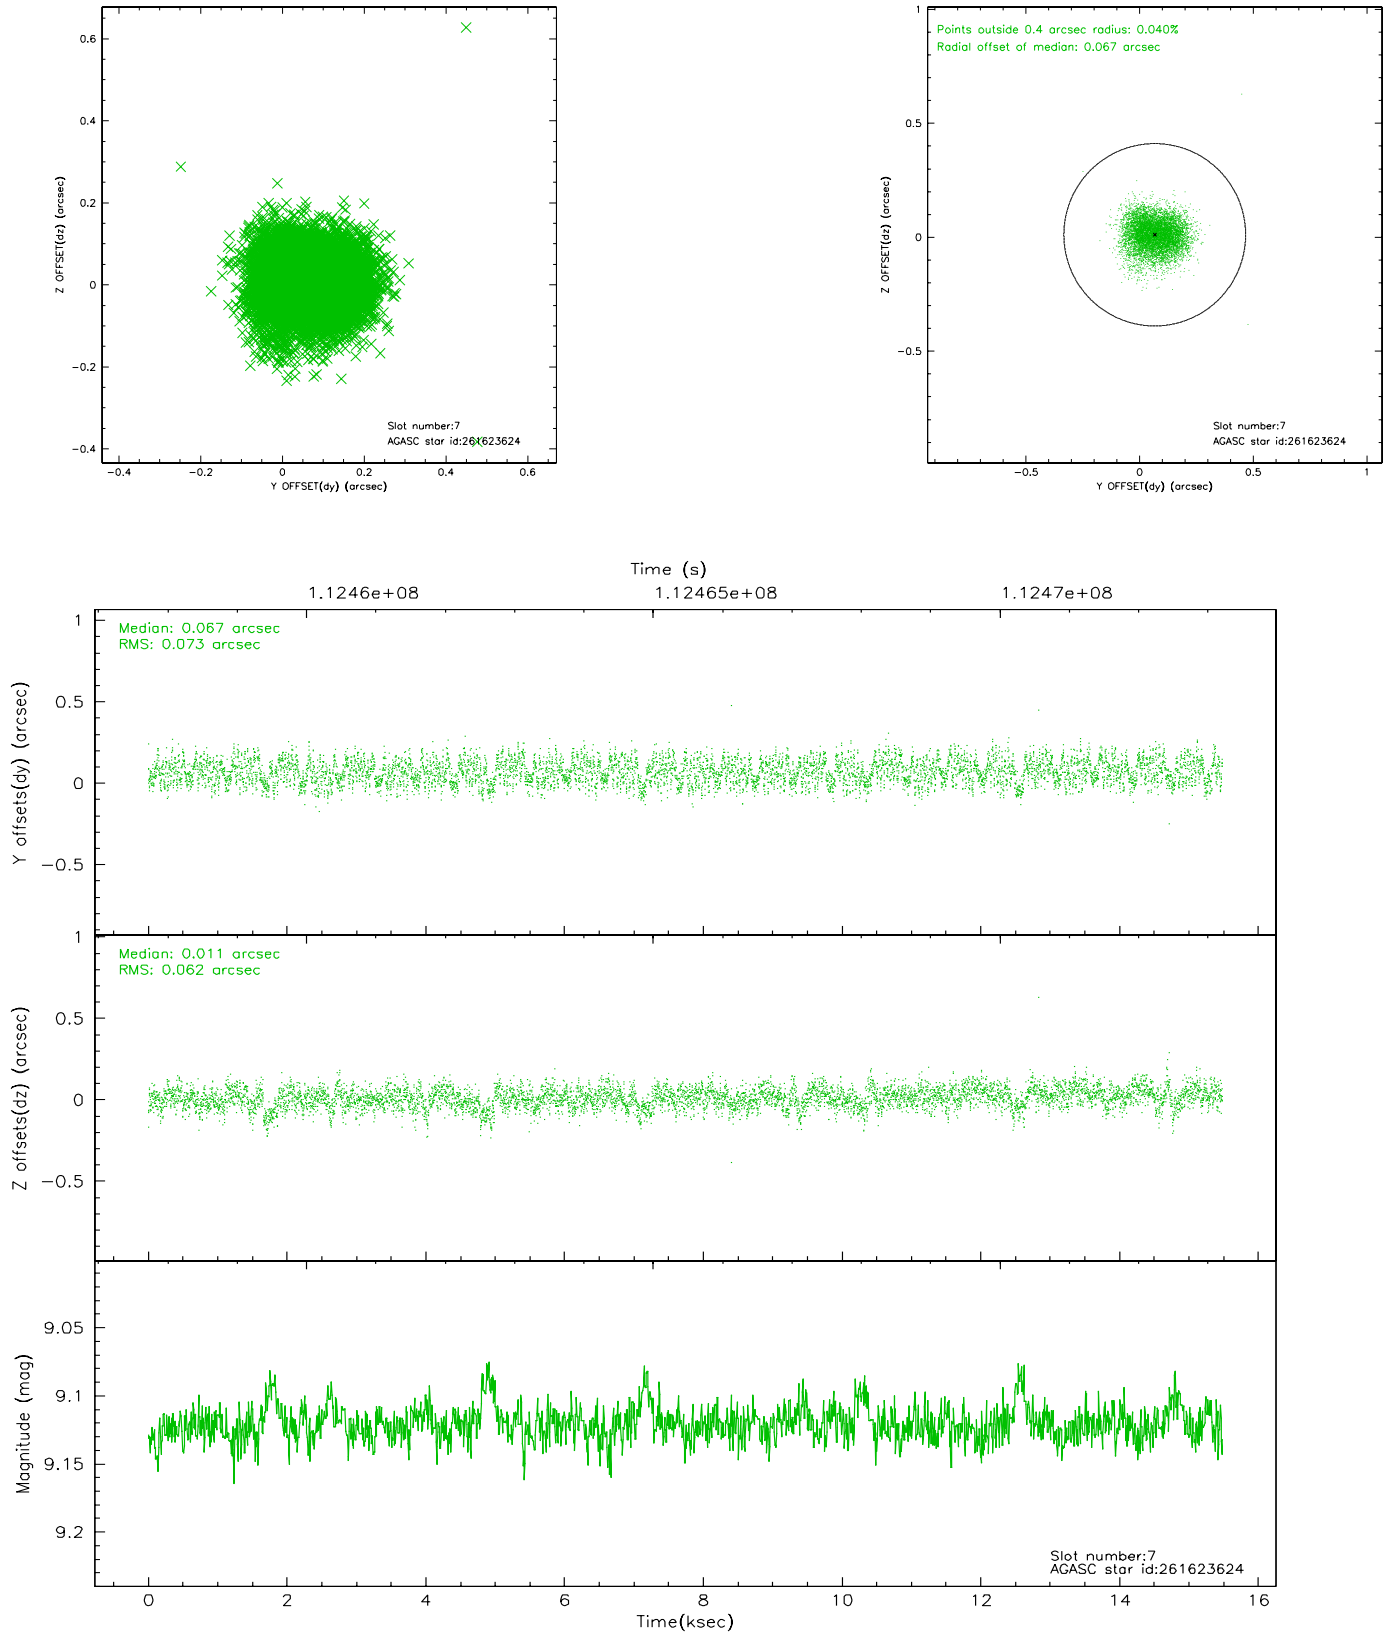 0.6
0.4
0.2
0
−0.2
−0.4
Z OFFSET(dz) (arcsec)
−0.4 −0.2 0 0.2 0.4 0.6
Y OFFSET(dy) (arcsec)
Slot number:7
AGASC star id:261623624
Points outside 0.4 arcsec radius: 0.040%
Radial offset of median: 0.067 arcsec
1
0.5
0
−0.5
Z OFFSET(dz) (arcsec)
−0.5 0 0.5 1
Y OFFSET(dy) (arcsec)
Slot number:7
AGASC star id:261623624
Time (s)
1.1246e+08 1.12465e+08 1.1247e+08
Median: 0.067 arcsec
RMS: 0.073 arcsec
1
0.5
0
−0.5
Y offsets(dy) (arcsec)
Median: 0.011 arcsec
RMS: 0.062 arcsec
1
0.5
0
−0.5
Z offsets(dz) (arcsec)
9.05
9.1
9.15
9.2
Magnitude (mag)
Slot number:7
AGASC star id:261623624
0 2 4 6 8 10 12 14 16
Time(ksec)